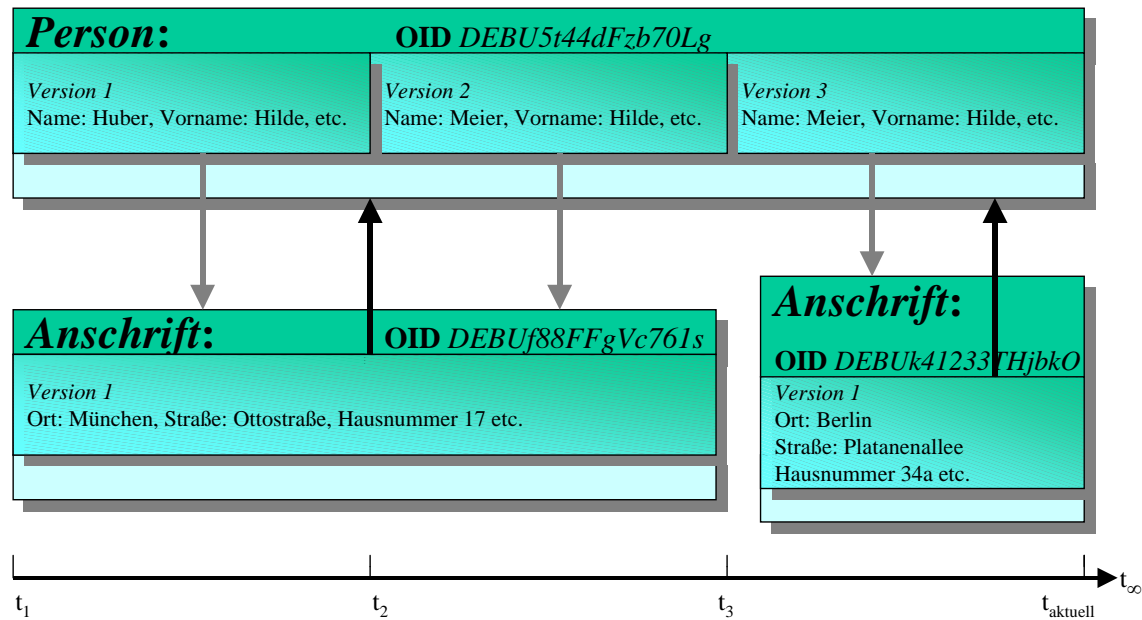 Person: OID DEBU5t44dFzb70Lg
Version 1
Name: Huber, Vorname: Hilde, etc.
Version 2
Name: Meier, Vorname: Hilde, etc.
Version 3
Name: Meier, Vorname: Hilde, etc.
Anschrift: OID DEBUf88FFgVc761s
Version 1
Ort: München, Straße: Ottostraße, Hausnummer 17 etc.
Anschrift:
OID DEBUk41233THjbkO
Version 1
Ort: Berlin
Straße: Platanenallee
Hausnummer 34a etc.
t1 t2 t3 taktuell t∞